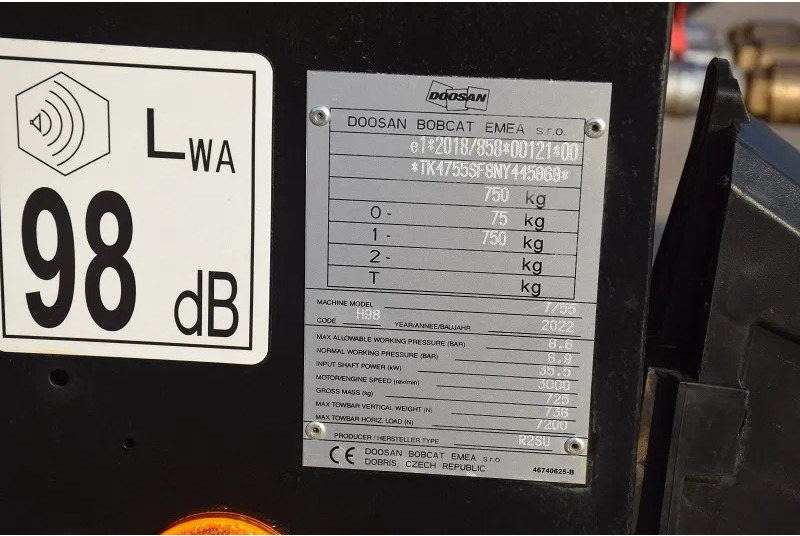 LWA
98 dB
DOOSAN
DOOSAN BOBCAT EMEA s.r.o.
e1*2018/858*00121*00
*TK4755SF8NY445868*
750 kg
0 - 75 kg
1 - 750 kg
2 - kg
T kg
MACHINE MODEL 7/55
CODE H98 YEAR/ANNEE/BAUJAHR 2022
MAX ALLOWABLE WORKING PRESSURE (BAR) 8.6
NORMAL WORKING PRESSURE (BAR) 6.9
INPUT SHAFT POWER (kW) 35.5
MOTOR/ENGINE SPEED (rev/min) 3000
GROSS MASS (kg) 725
MAX TOWBAR VERTICAL WEIGHT (N) 736
MAX.TOWBAR HORIZ. LOAD (N) 7200
PRODUCER / HERSTELLER TYPE R2SU
CE DOOSAN BOBCAT EMEA s.r.o.
DOBRIS, CZECH REPUBLIC 46740625-B